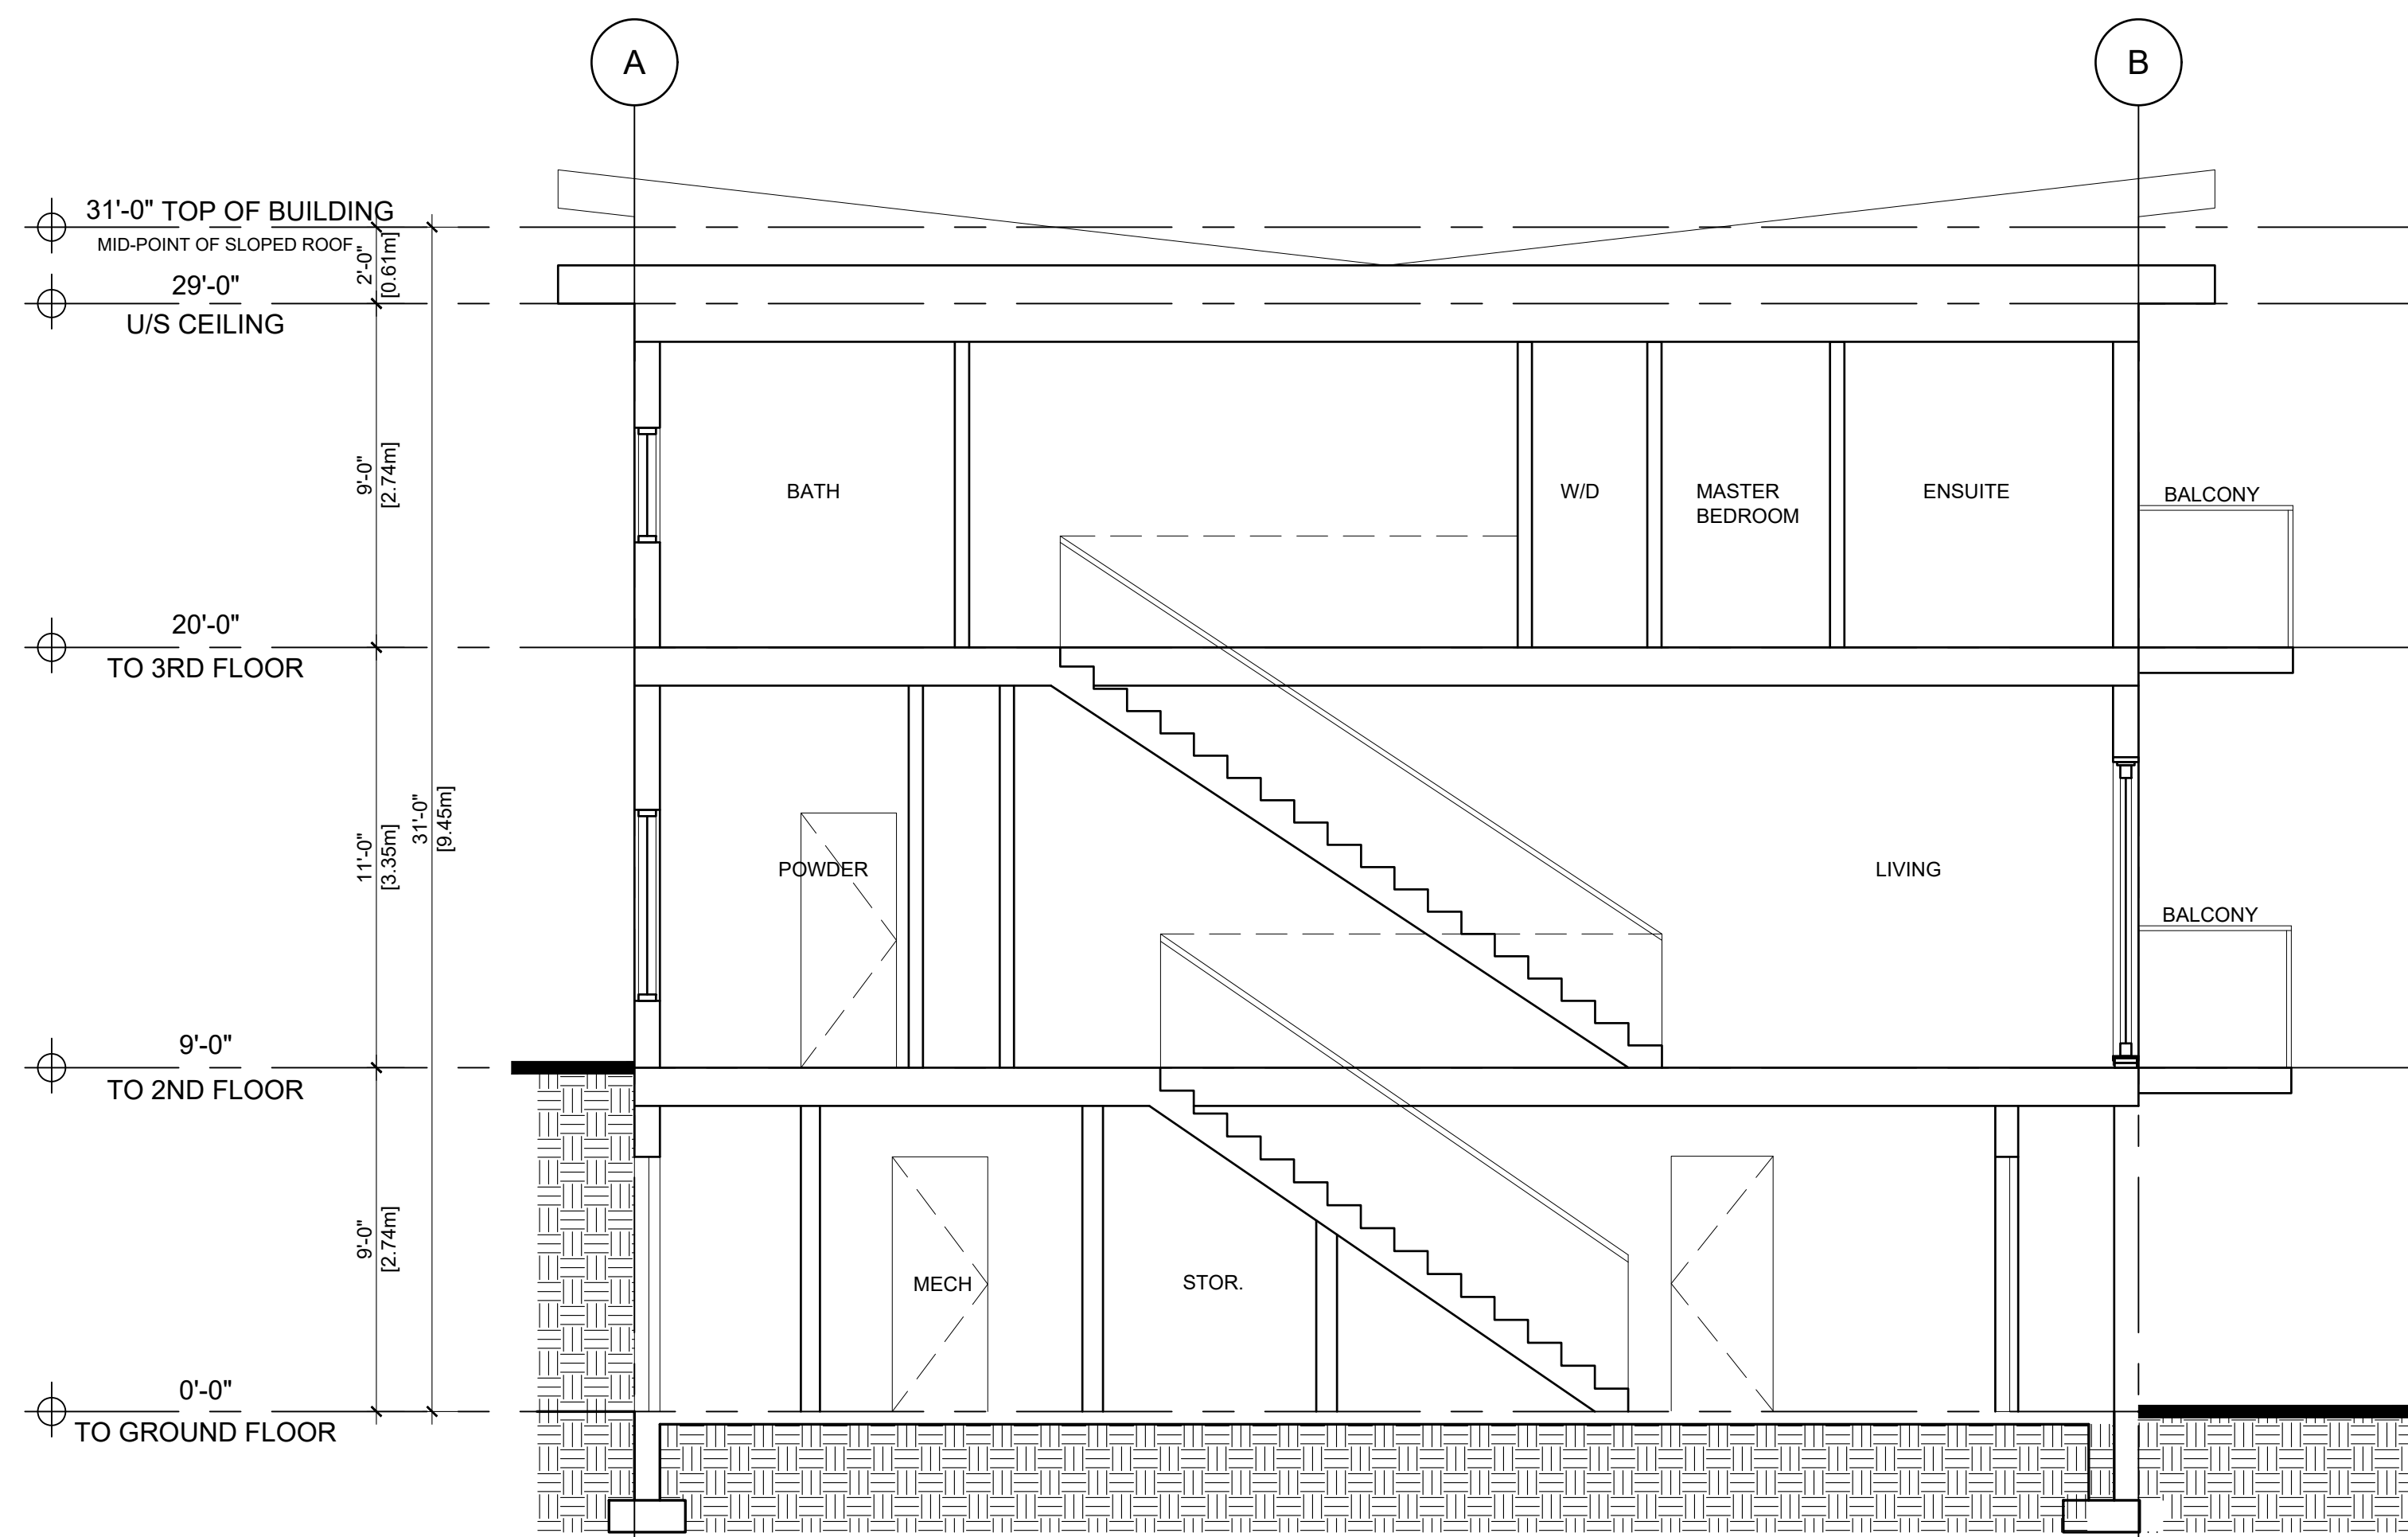 A
B
31'-0" TOP OF BUILDING
MID-POINT OF SLOPED ROOF
2'-0"
[0.61m]
29'-0"
U/S CEILING
9'-0"
[2.74m]
BATH
W/D
MASTER
BEDROOM
ENSUITE
BALCONY
20'-0"
TO 3RD FLOOR
11'-0"
[3.35m]
31'-0"
[9.45m]
POWDER
LIVING
BALCONY
9'-0"
TO 2ND FLOOR
9'-0"
[2.74m]
MECH
STOR.
0'-0"
TO GROUND FLOOR